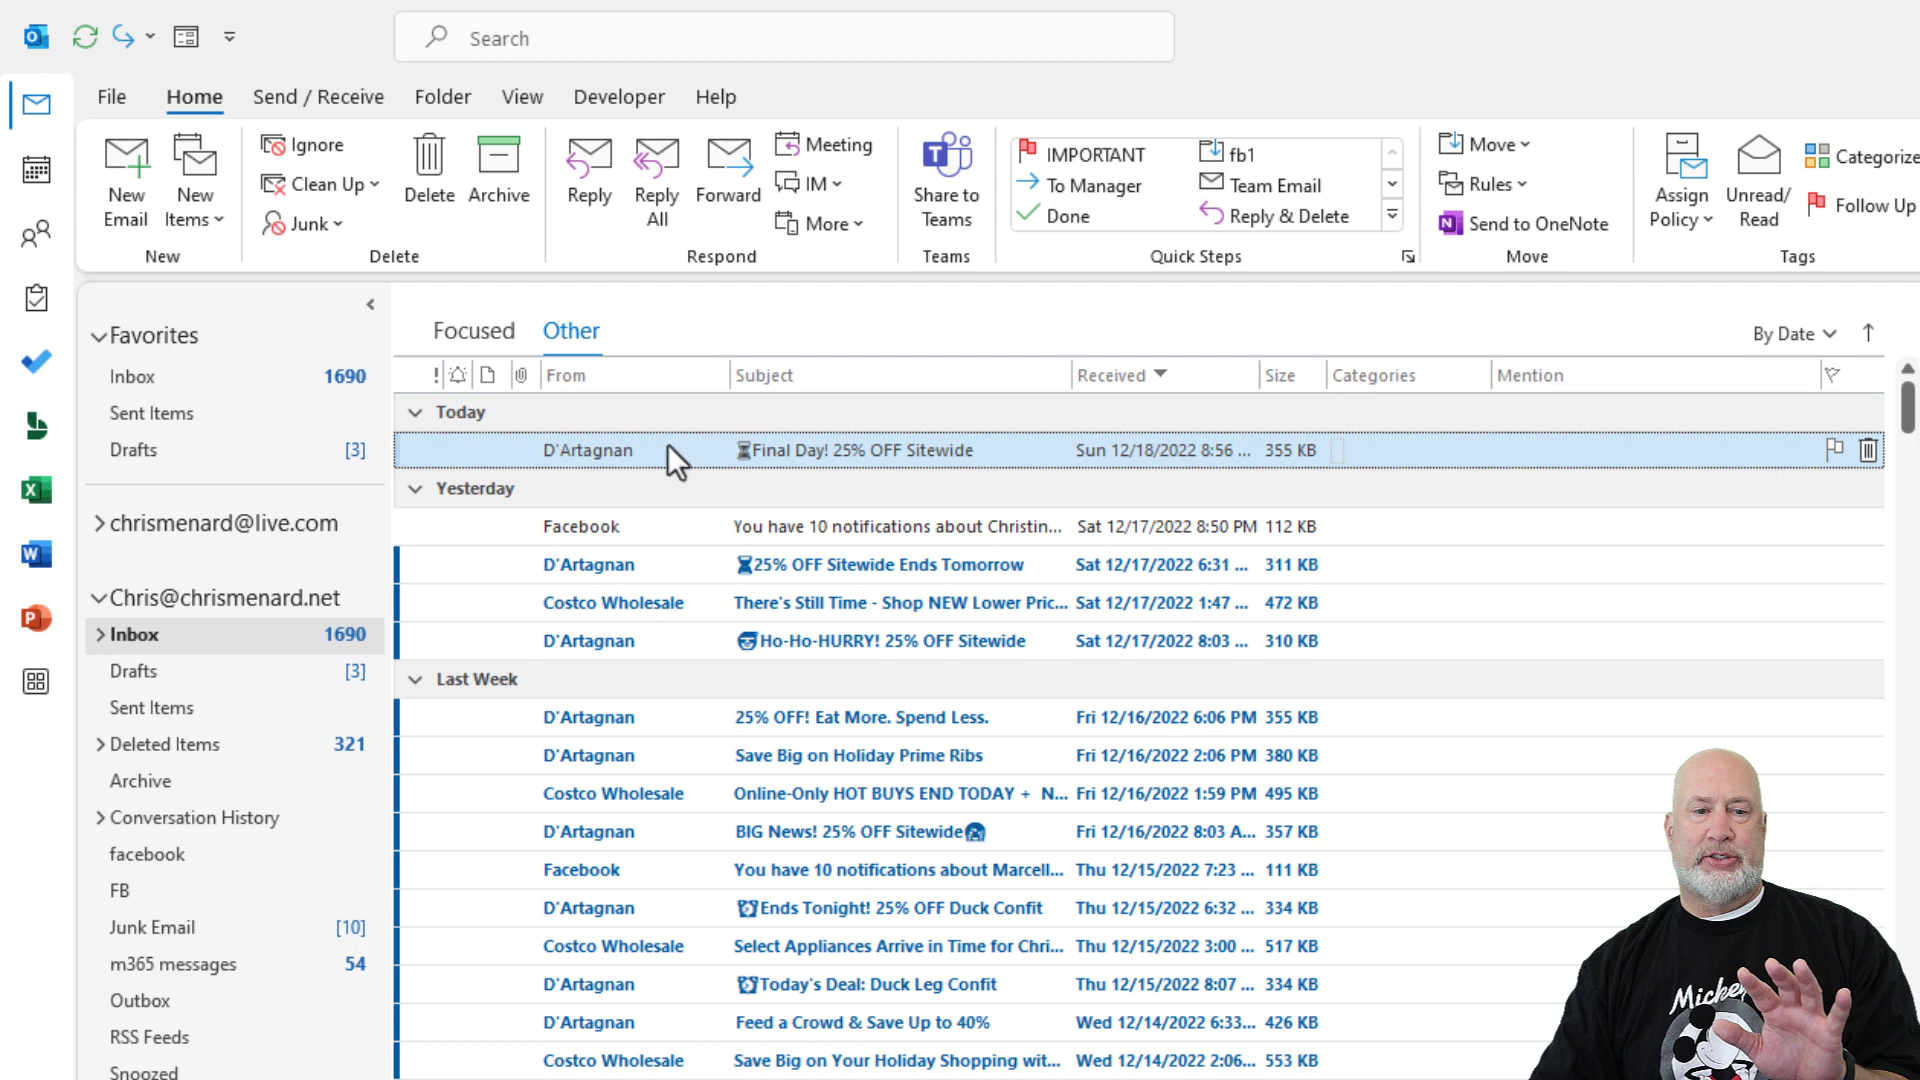 Search
File Home Send / Receive Folder View Developer Help
New Email
New Items
Ignore
Clean Up
Junk
Delete
Archive
Reply
Reply All
Forward
Meeting
IM
More
Share to Teams
IMPORTANT
To Manager
Done
fb1
Team Email
Reply & Delete
Move
Rules
Send to OneNote
Assign Policy
Unread/ Read
Categorize
Follow Up
New Delete Respond Teams Quick Steps Move Tags
Favorites
Inbox 1690
Sent Items
Drafts [3]
chrismenard@live.com
Chris@chrismenard.net
Inbox 1690
Drafts [3]
Sent Items
Deleted Items 321
Archive
Conversation History
facebook
FB
Junk Email [10]
m365 messages 54
Outbox
RSS Feeds
Snoozed
Focused Other By Date
! From Subject Received Size Categories Mention
Today
D'Artagnan Final Day! 25% OFF Sitewide Sun 12/18/2022 8:56 ... 355 KB
Yesterday
Facebook You have 10 notifications about Christin... Sat 12/17/2022 8:50 PM 112 KB
D'Artagnan 25% OFF Sitewide Ends Tomorrow Sat 12/17/2022 6:31 ... 311 KB
Costco Wholesale There's Still Time - Shop NEW Lower Pric... Sat 12/17/2022 1:47 ... 472 KB
D'Artagnan Ho-Ho-HURRY! 25% OFF Sitewide Sat 12/17/2022 8:03 ... 310 KB
Last Week
D'Artagnan 25% OFF! Eat More. Spend Less. Fri 12/16/2022 6:06 PM 355 KB
D'Artagnan Save Big on Holiday Prime Ribs Fri 12/16/2022 2:06 PM 380 KB
Costco Wholesale Online-Only HOT BUYS END TODAY + N... Fri 12/16/2022 1:59 PM 495 KB
D'Artagnan BIG News! 25% OFF Sitewide Fri 12/16/2022 8:03 A... 357 KB
Facebook You have 10 notifications about Marcell... Thu 12/15/2022 7:23 ... 111 KB
D'Artagnan Ends Tonight! 25% OFF Duck Confit Thu 12/15/2022 6:32 ... 334 KB
Costco Wholesale Select Appliances Arrive in Time for Chri... Thu 12/15/2022 3:00 ... 517 KB
D'Artagnan Today's Deal: Duck Leg Confit Thu 12/15/2022 8:07 ... 334 KB
D'Artagnan Feed a Crowd & Save Up to 40% Wed 12/14/2022 6:33... 426 KB
Costco Wholesale Save Big on Your Holiday Shopping wit... Wed 12/14/2022 2:06... 553 KB